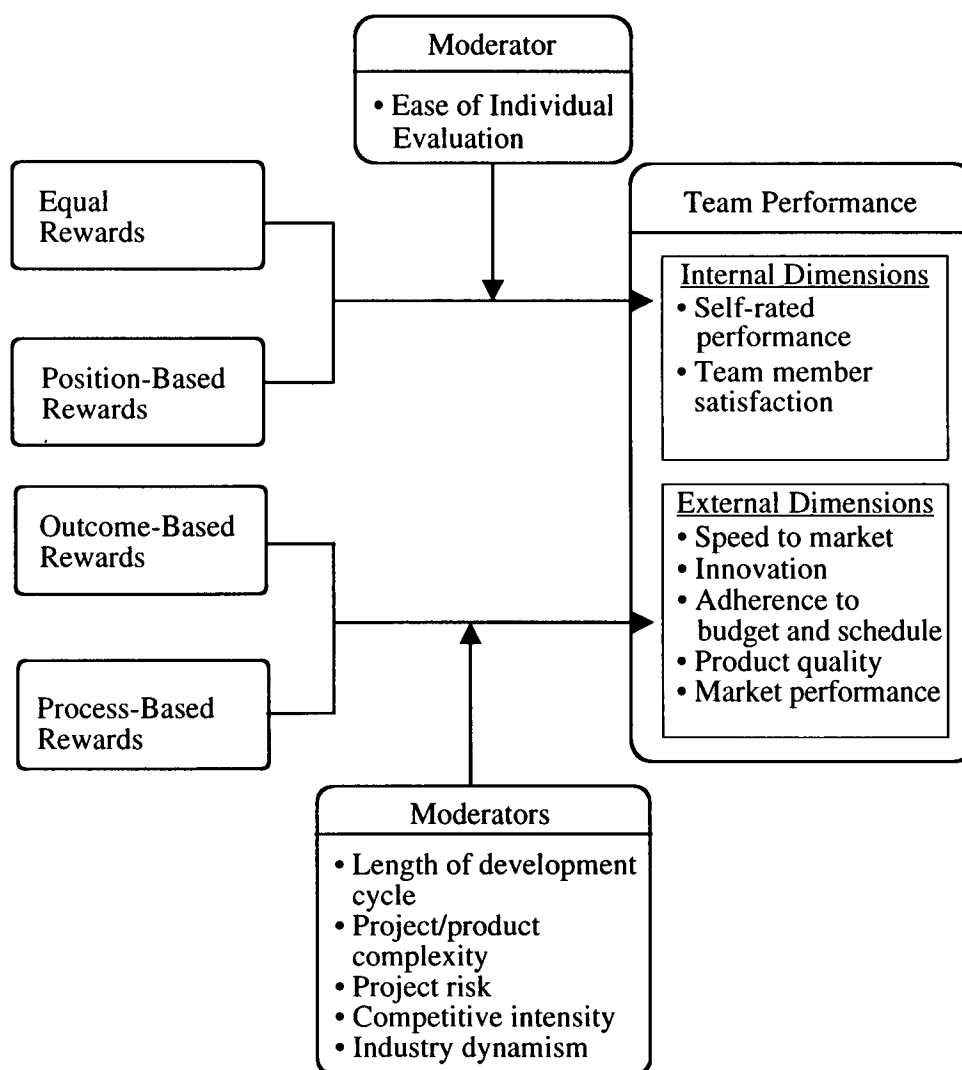 Moderator
• Ease of Individual
Evaluation
Equal
Rewards
Position-Based
Rewards
Outcome-Based
Rewards
Process-Based
Rewards
Team Performance
Internal Dimensions
• Self-rated
performance
• Team member
satisfaction
External Dimensions
• Speed to market
• Innovation
• Adherence to
budget and schedule
• Product quality
• Market performance
Moderators
• Length of development
cycle
• Project/product
complexity
• Project risk
• Competitive intensity
• Industry dynamism